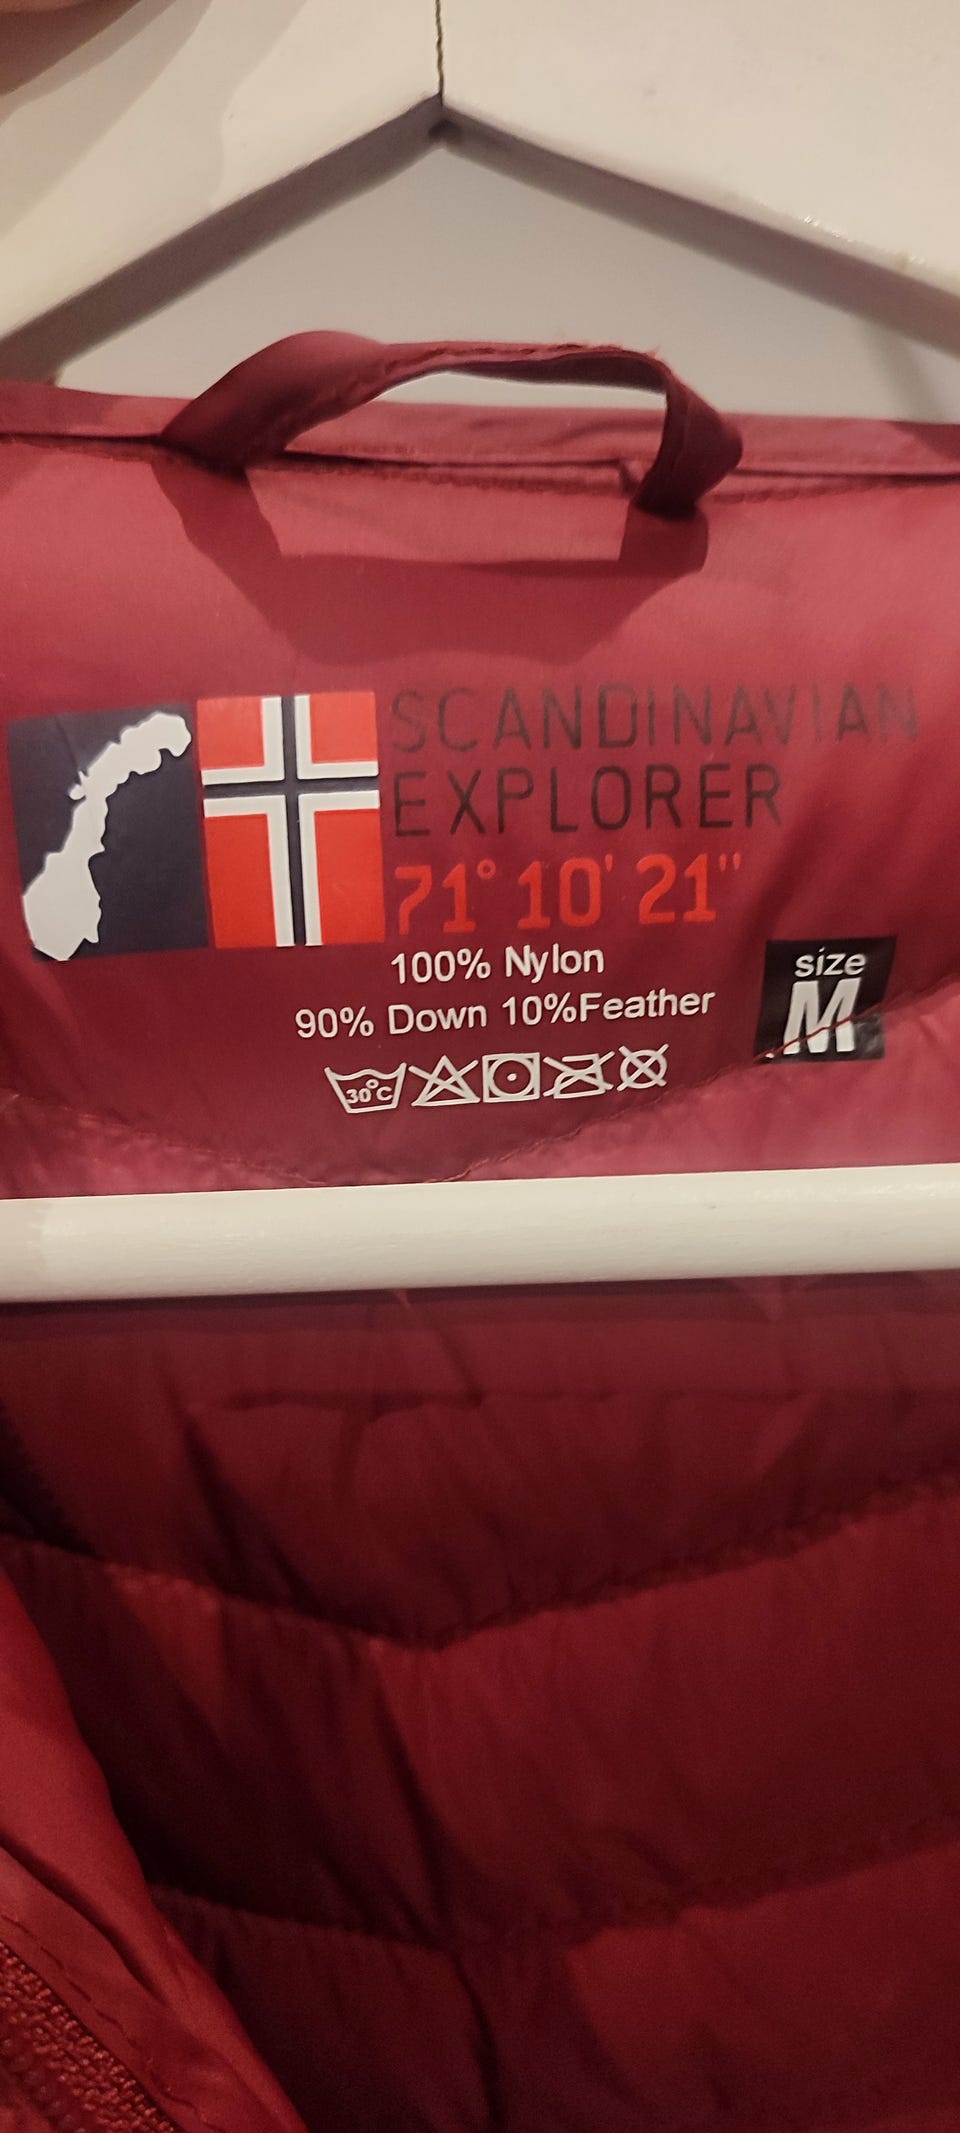 SCANDINAVIAN
EXPLORER
71° 10' 21"
100% Nylon
90% Down 10%Feather
size
M
30°C